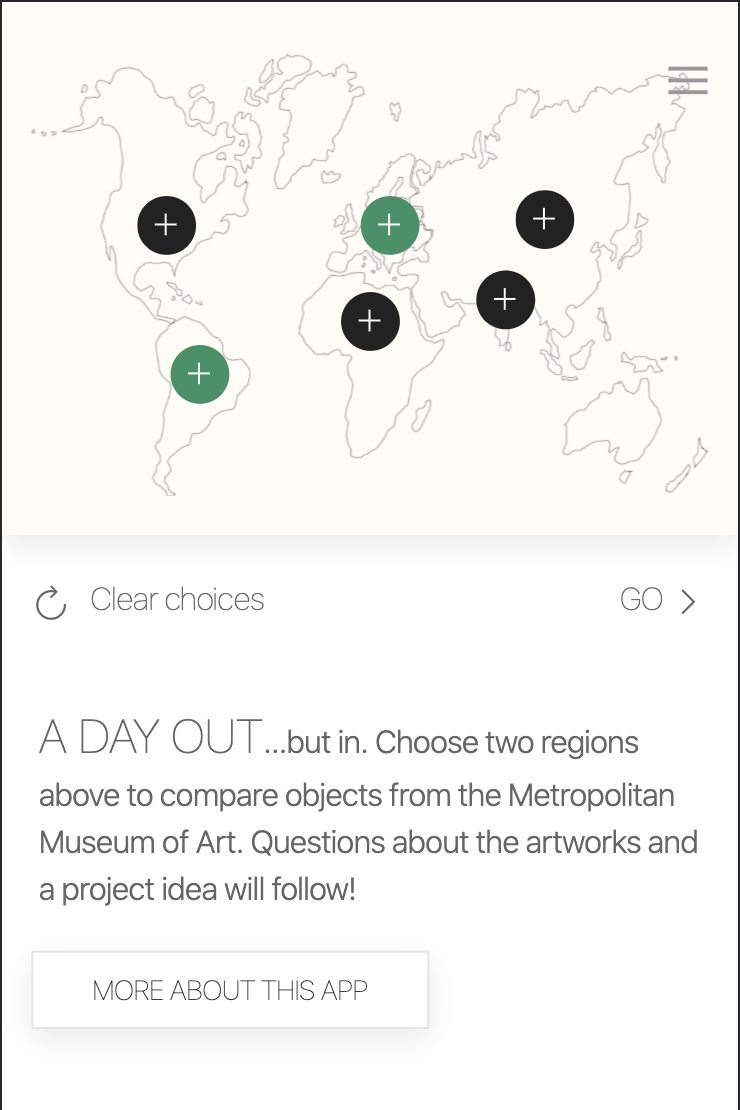 Clear choices
GO
A DAY OUT...but in. Choose two regions
above to compare objects from the Metropolitan
Museum of Art. Questions about the artworks and
a project idea will follow!
MORE ABOUT THIS APP